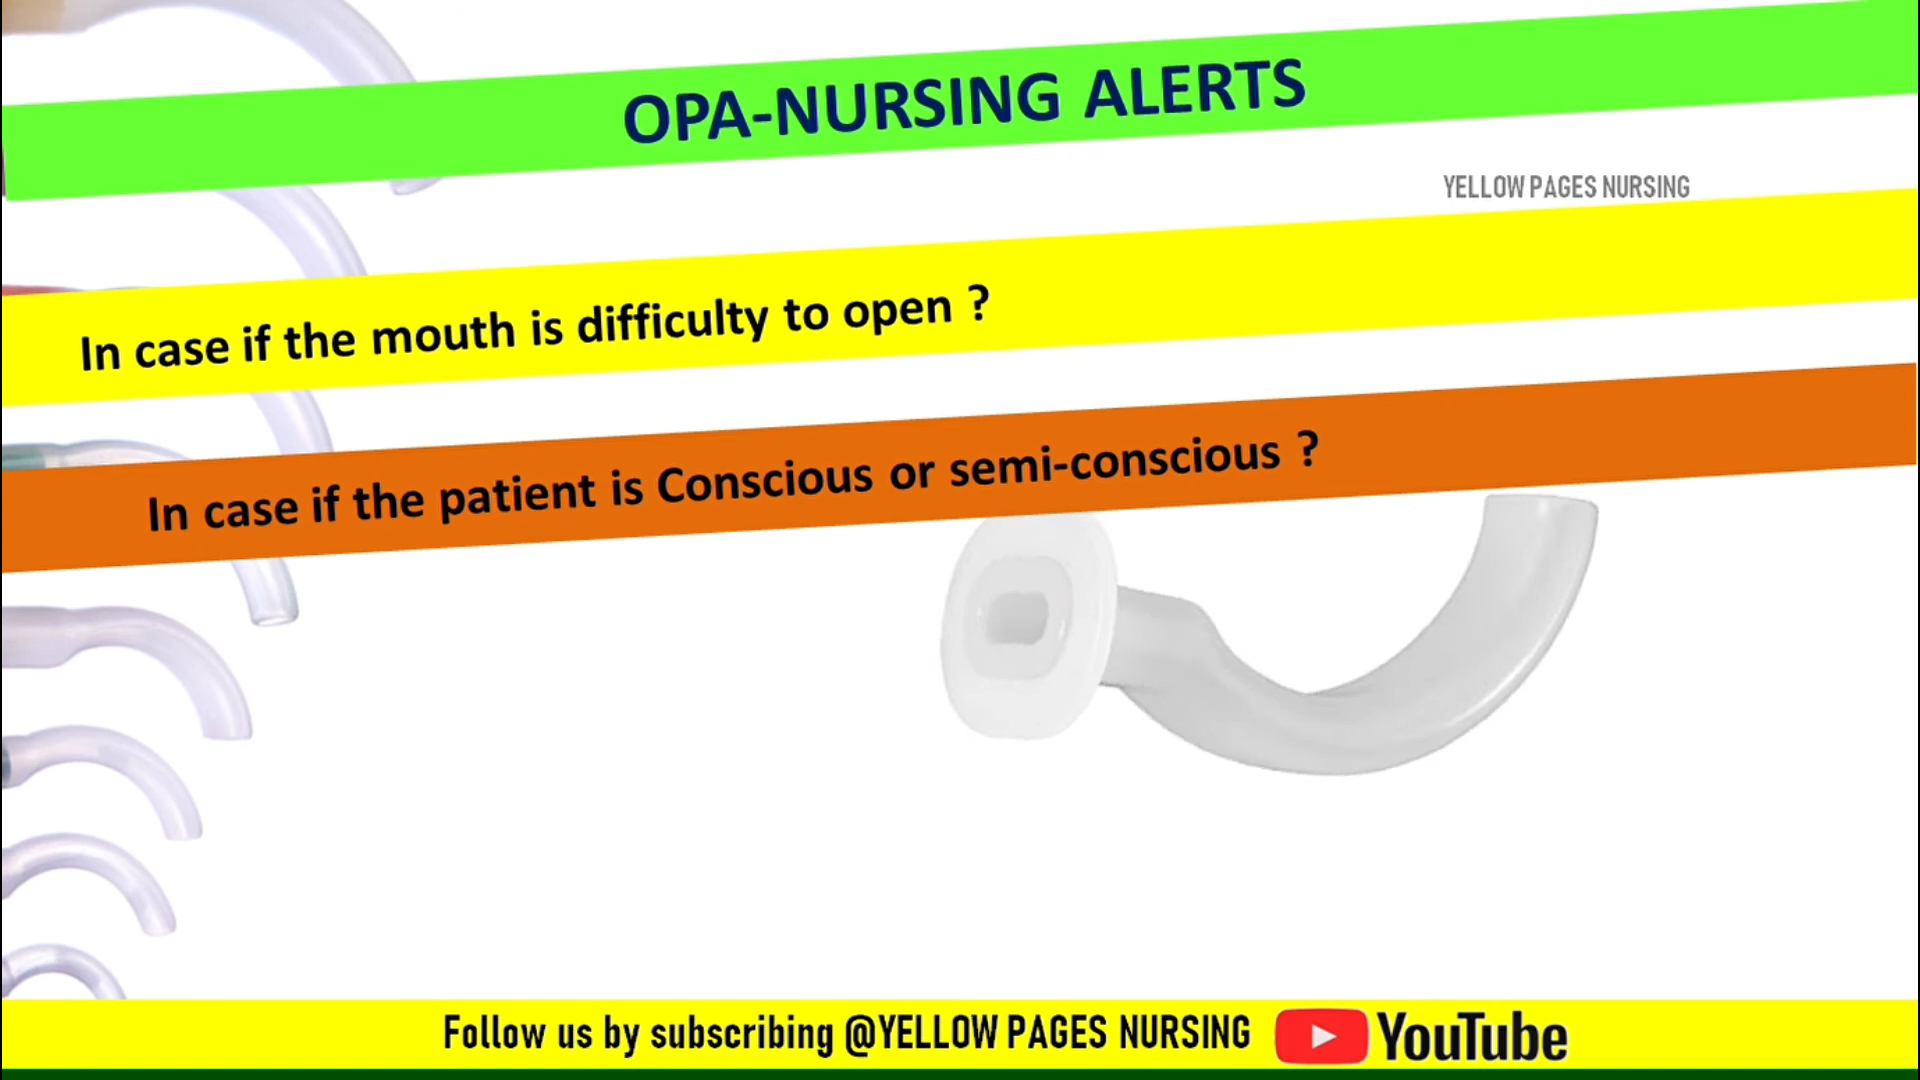 OPA-NURSING ALERTS
YELLOW PAGES NURSING
In case if the mouth is difficulty to open ?
In case if the patient is Conscious or semi-conscious ?
Follow us by subscribing @YELLOW PAGES NURSING YouTube